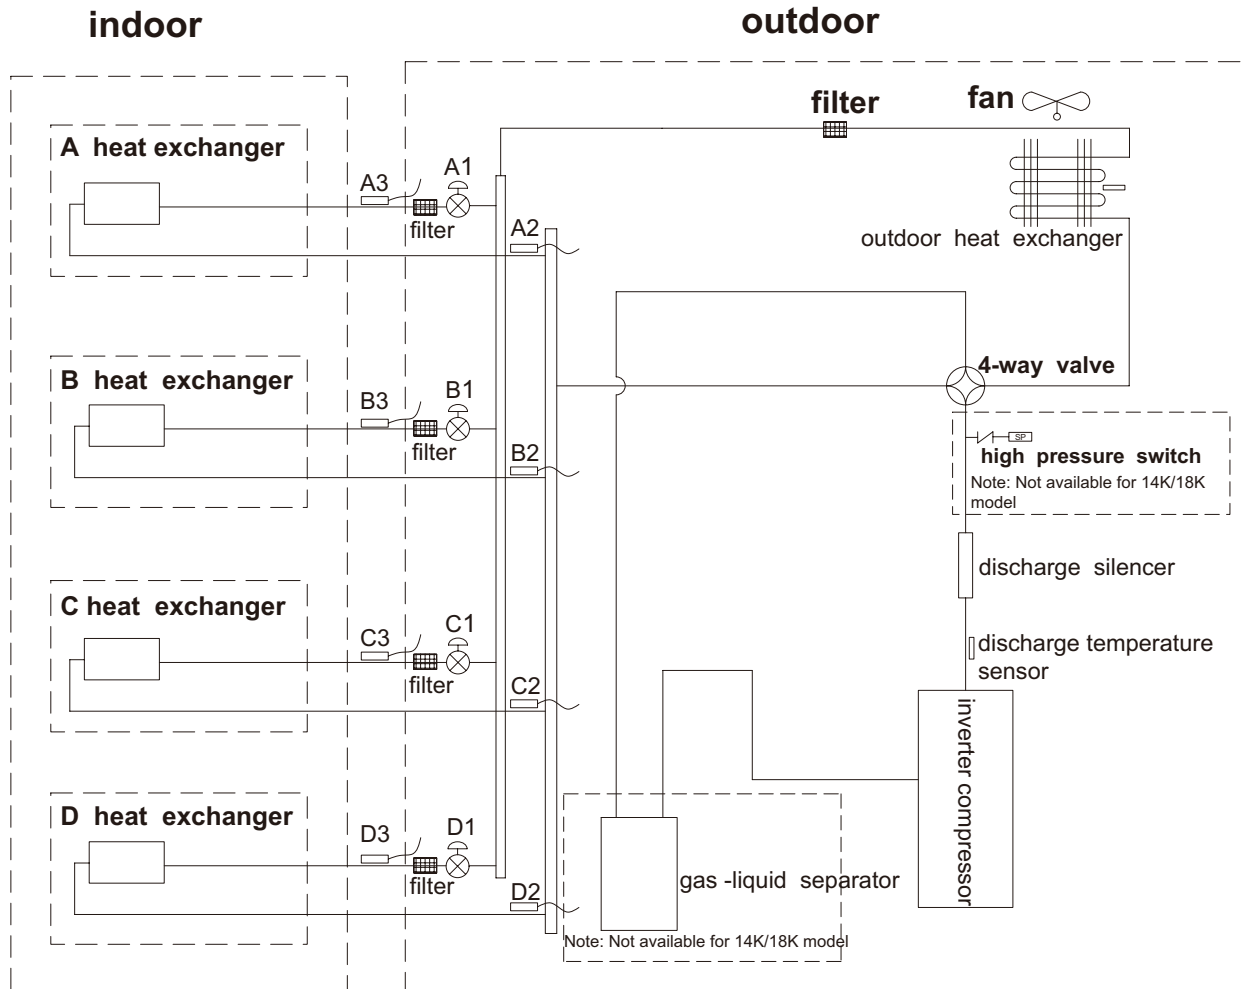 indoor
outdoor
filter
fan
A heat exchanger
A3
A1
filter
A2
outdoor heat exchanger
4-way valve
B heat exchanger
B3
B1
filter
B2
SP
high pressure switch
Note: Not available for 14K/18K
model
discharge silencer
C heat exchanger
C3
C1
filter
C2
discharge temperature
sensor
inverter compressor
D heat exchanger
D3
D1
filter
D2
gas -liquid separator
Note: Not available for 14K/18K model